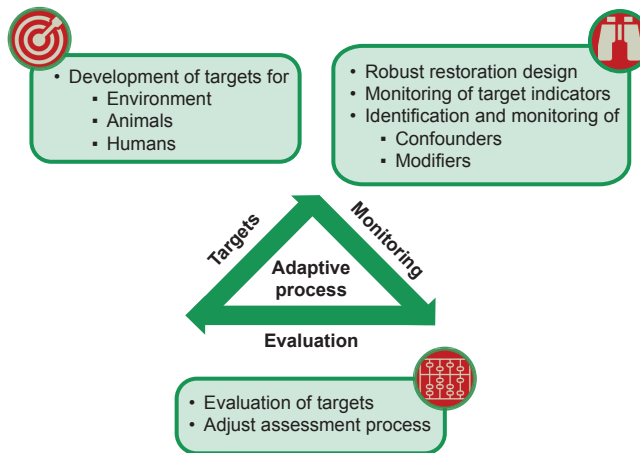 • Development of targets for
▪ Environment
▪ Animals
▪ Humans
• Robust restoration design
• Monitoring of target indicators
• Identification and monitoring of
▪ Confounders
▪ Modifiers
Targets
Monitoring
Adaptive
process
Evaluation
• Evaluation of targets
• Adjust assessment process